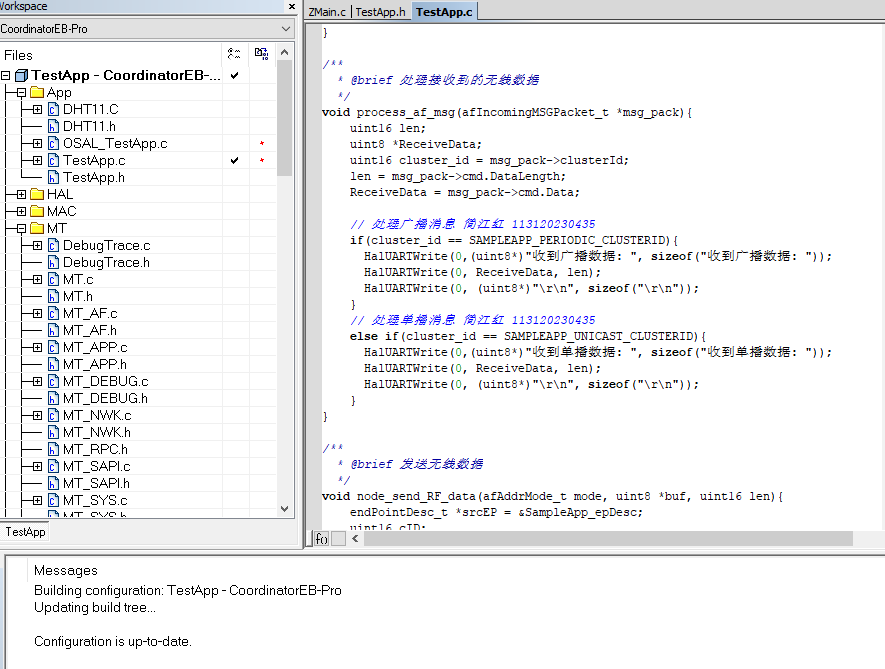 Workspace
CoordinatorEB-Pro
Files
TestApp - CoordinatorEB-...
App
DHT11.C
DHT11.h
OSAL_TestApp.c
TestApp.c
TestApp.h
HAL
MAC
MT
DebugTrace.c
DebugTrace.h
MT.c
MT.h
MT_AF.c
MT_AF.h
MT_APP.c
MT_APP.h
MT_DEBUG.c
MT_DEBUG.h
MT_NWK.c
MT_NWK.h
MT_RPC.h
MT_SAPI.c
MT_SAPI.h
MT_SYS.c
MT_SYS.h
TestApp
ZMain.c | TestApp.h | TestApp.c
}
/**
* @brief 处理接收到的无线数据
*/
void process_af_msg(afIncomingMSGPacket_t *msg_pack){
uint16 len;
uint8 *ReceiveData;
uint16 cluster_id = msg_pack->clusterId;
len = msg_pack->cmd.DataLength;
ReceiveData = msg_pack->cmd.Data;
// 处理广播消息 简江红 113120230435
if(cluster_id == SAMPLEAPP_PERIODIC_CLUSTERID){
HalUARTWrite(0,(uint8*)"收到广播数据: ", sizeof("收到广播数据: "));
HalUARTWrite(0, ReceiveData, len);
HalUARTWrite(0, (uint8*)"\r\n", sizeof("\r\n"));
}
// 处理单播消息 简江红 113120230435
else if(cluster_id == SAMPLEAPP_UNICAST_CLUSTERID){
HalUARTWrite(0,(uint8*)"收到单播数据: ", sizeof("收到单播数据: "));
HalUARTWrite(0, ReceiveData, len);
HalUARTWrite(0, (uint8*)"\r\n", sizeof("\r\n"));
}
}
/**
* @brief 发送无线数据
*/
void node_send_RF_data(afAddrMode_t mode, uint8 *buf, uint16 len){
endPointDesc_t *srcEP = &SampleApp_epDesc;
uint16 cID;
f()
Messages
Building configuration: TestApp - CoordinatorEB-Pro
Updating build tree...
Configuration is up-to-date.